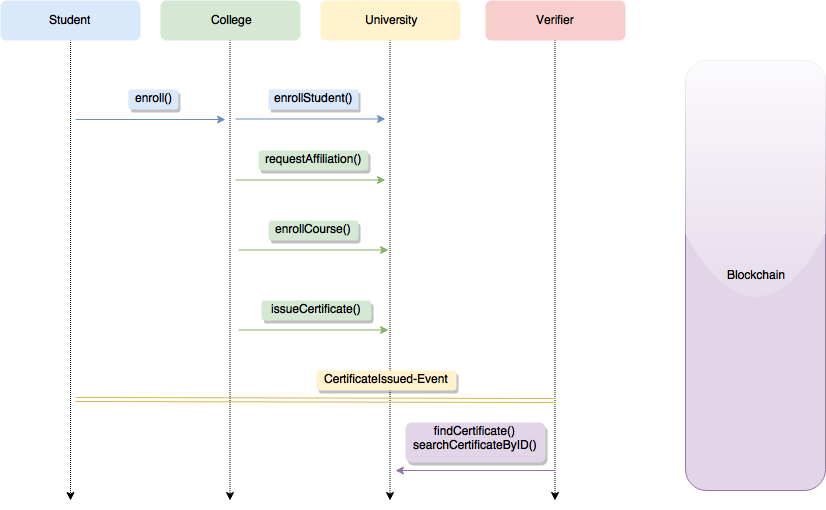 Student
College
University
Verifier
enroll()
enrollStudent()
requestAffiliation()
enrollCourse()
Blockchain
issueCertificate()
CertificateIssued-Event
findCertificate()
searchCertificateByID()